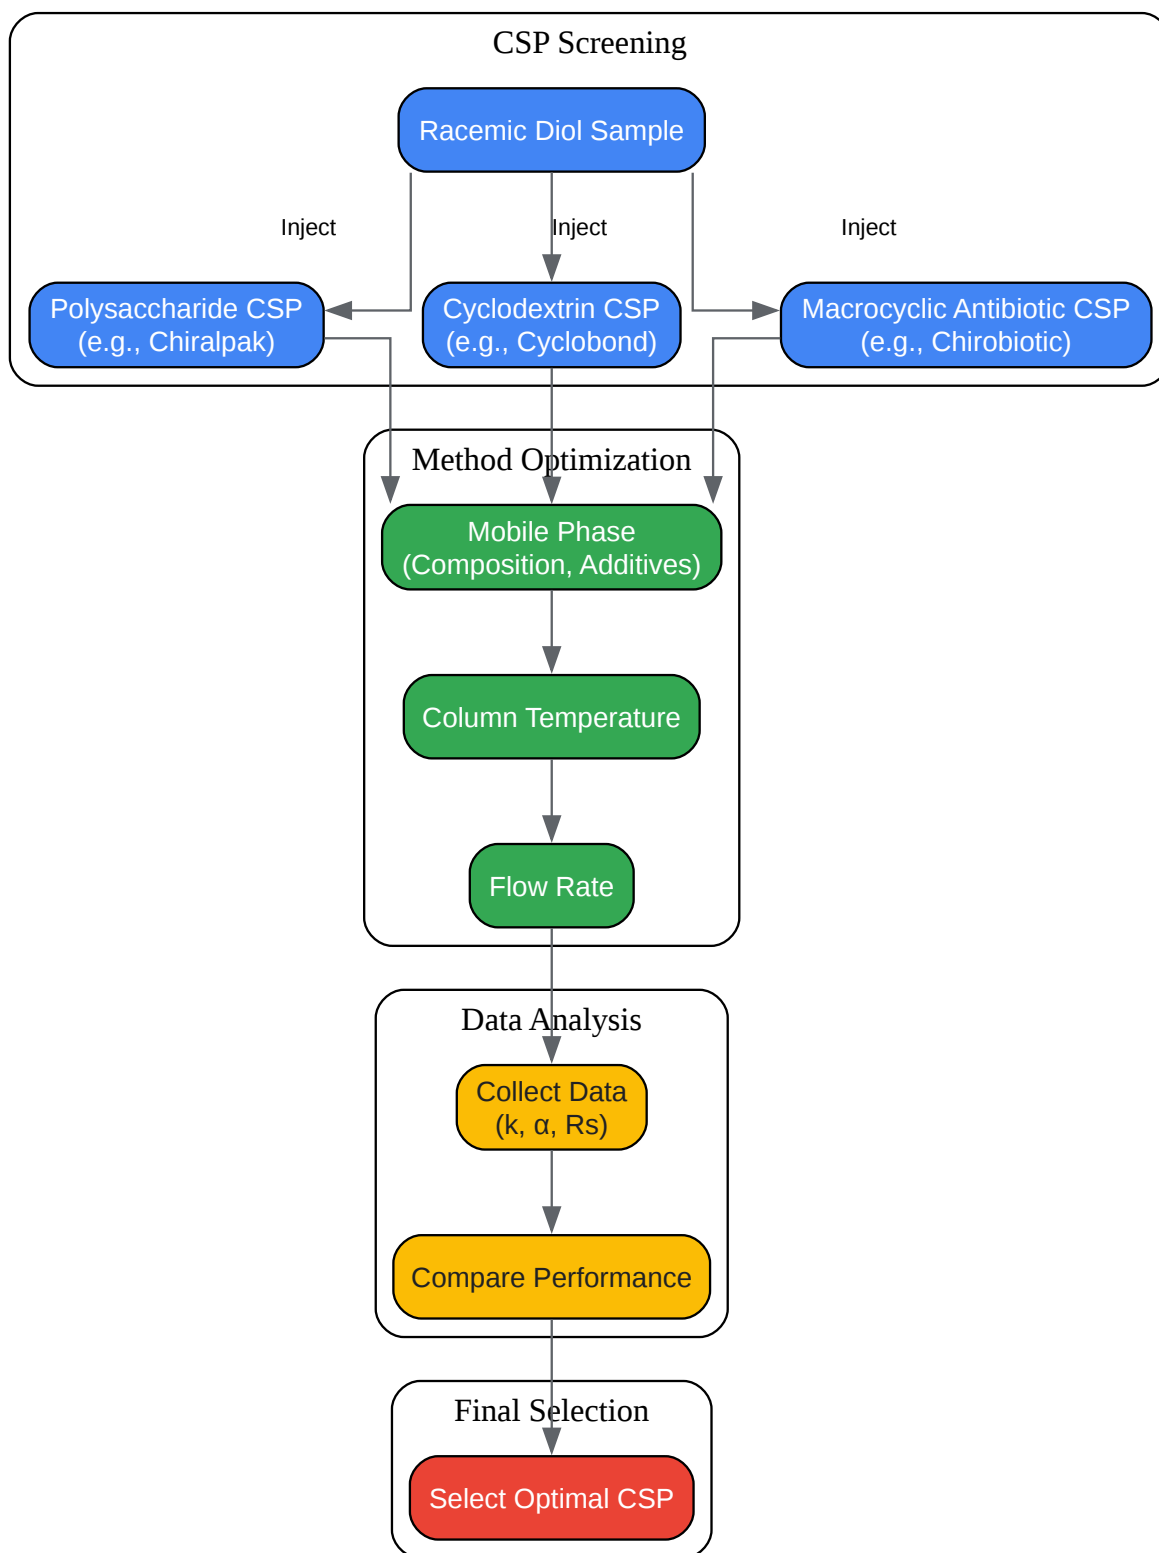 CSP Screening
Racemic Diol Sample
Inject
Inject
Inject
Polysaccharide CSP
(e.g., Chiralpak)
Cyclodextrin CSP
(e.g., Cyclobond)
Macrocyclic Antibiotic CSP
(e.g., Chirobiotic)
Method Optimization
Mobile Phase
(Composition, Additives)
Column Temperature
Flow Rate
Data Analysis
Collect Data
(k, α, Rs)
Compare Performance
Final Selection
Select Optimal CSP